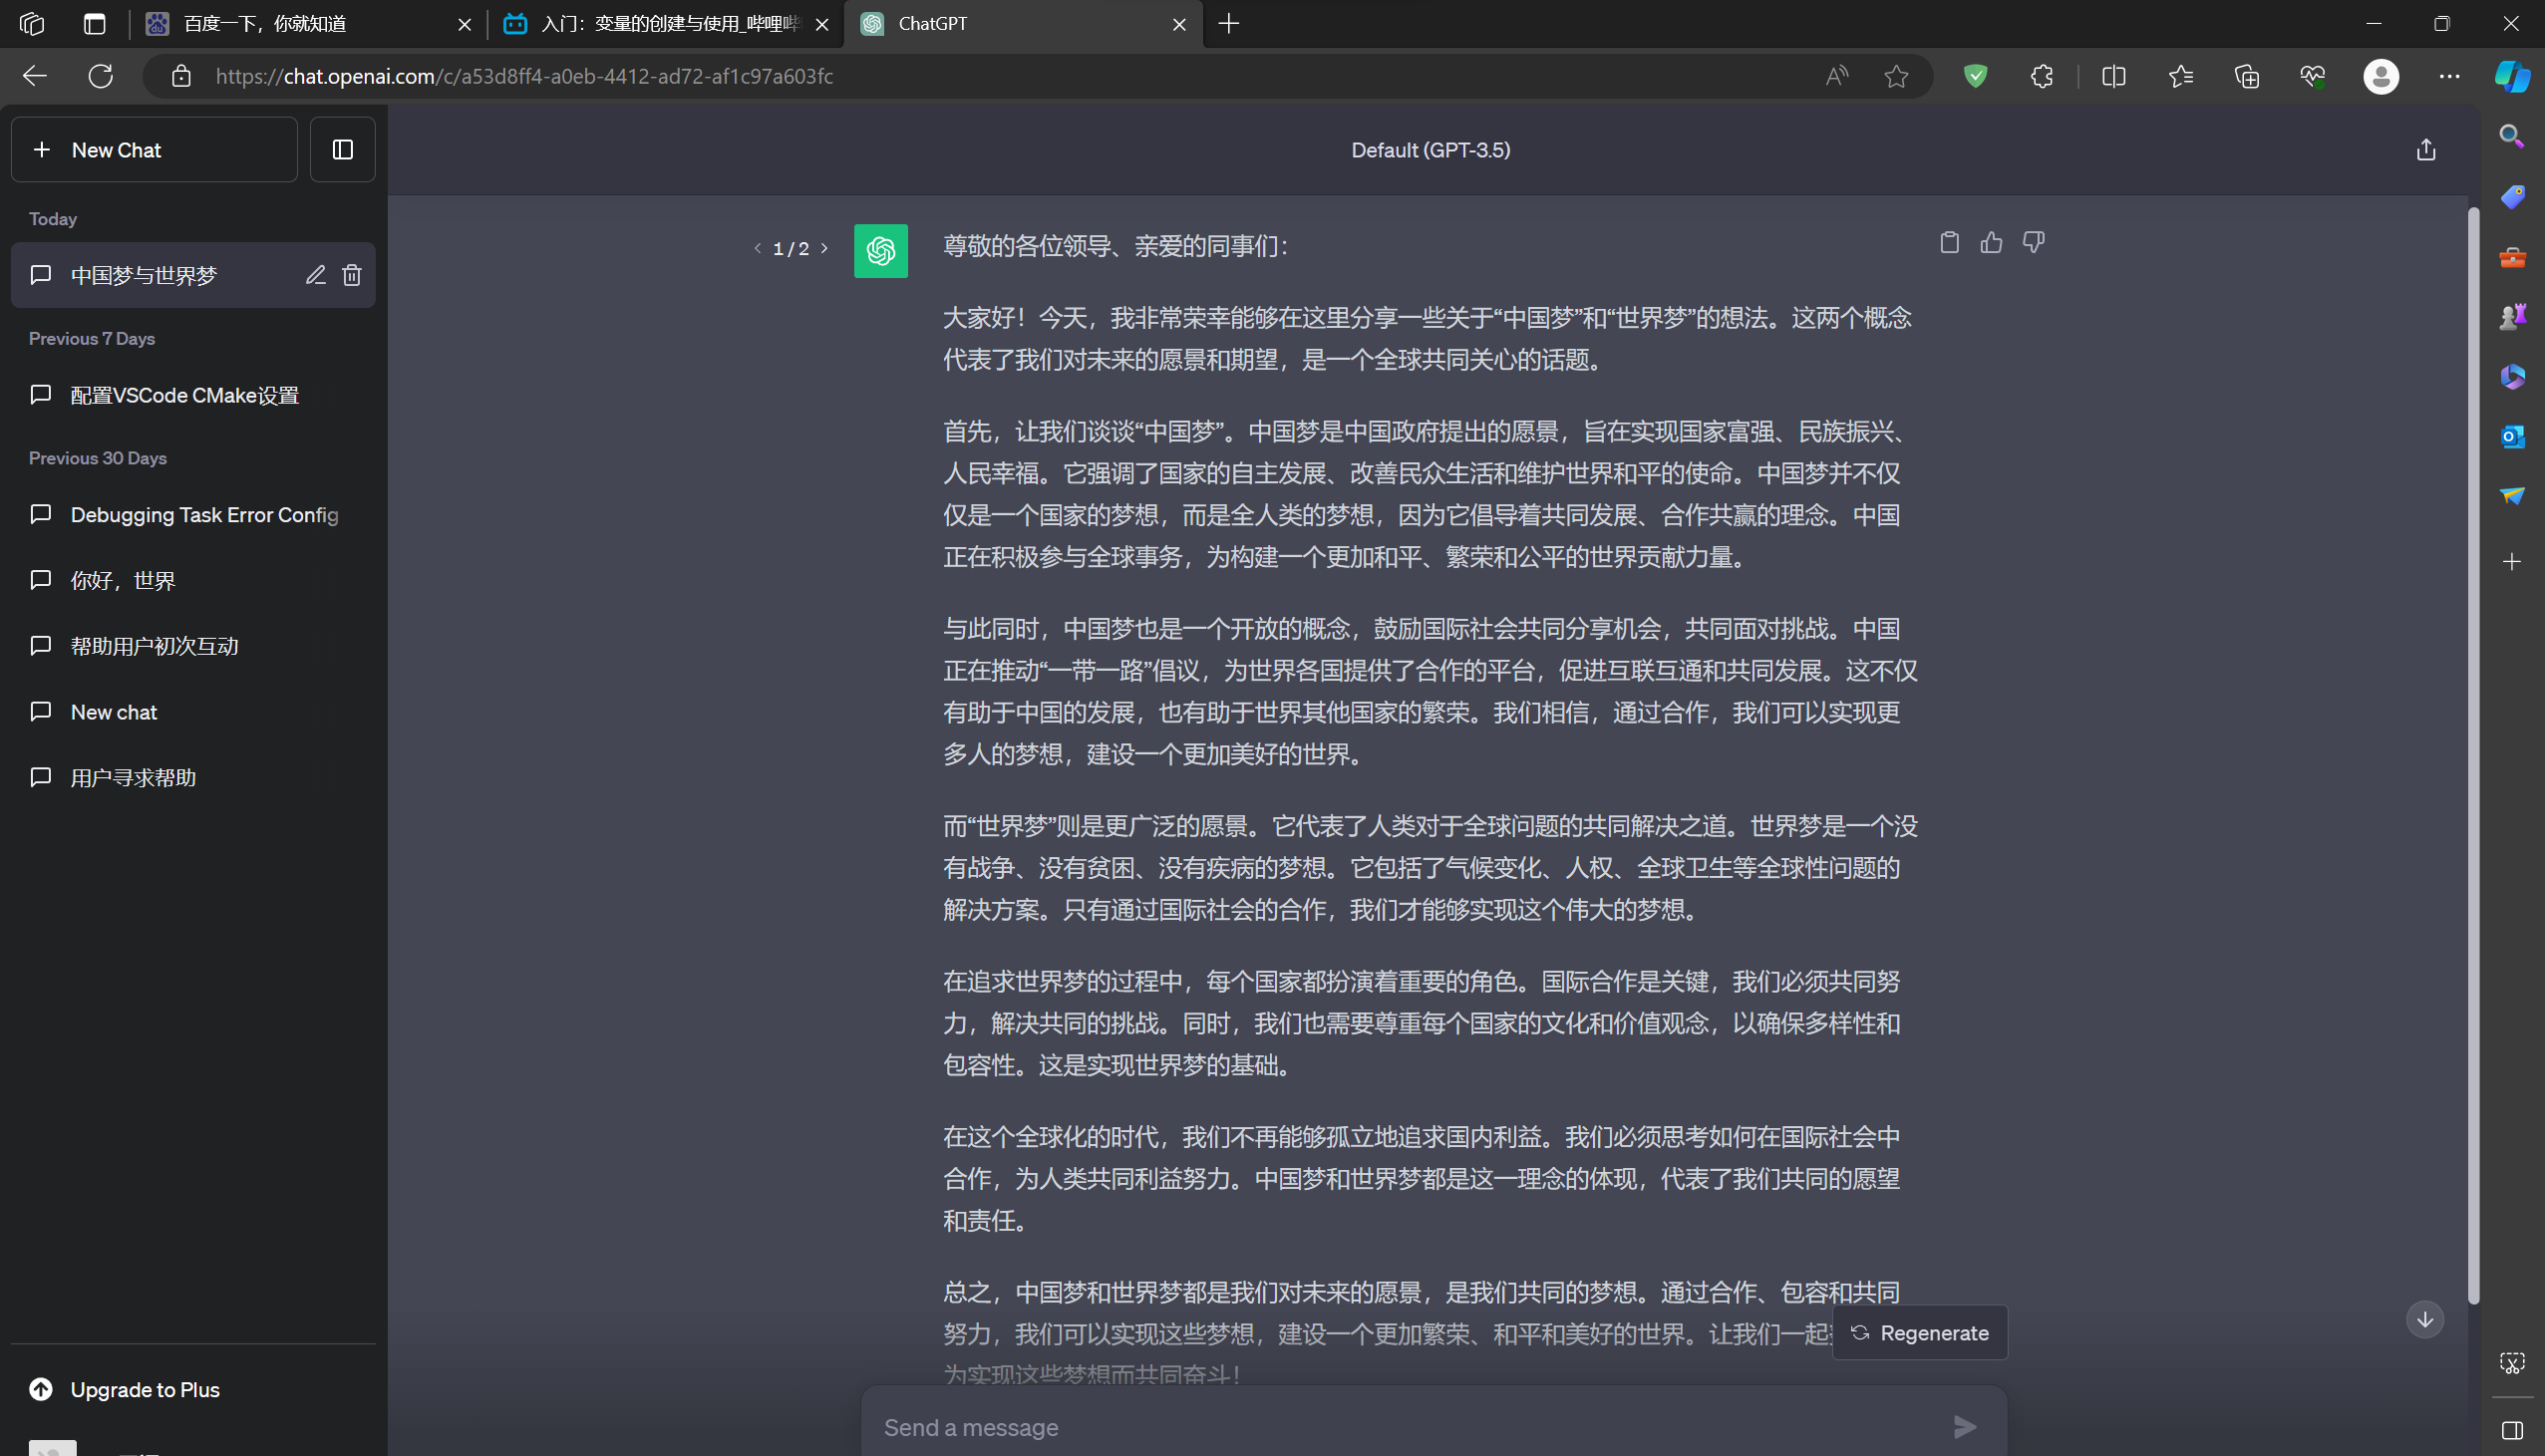 百度一下，你就知道
入门：变量的创建与使用_哔哩哔
ChatGPT
https://chat.openai.com/c/a53d8ff4-a0eb-4412-ad72-af1c97a603fc
New Chat
Default (GPT-3.5)
Today
中国梦与世界梦
Previous 7 Days
配置VSCode CMake设置
Previous 30 Days
Debugging Task Error Config
你好，世界
帮助用户初次互动
New chat
用户寻求帮助
Upgrade to Plus
1 / 2
尊敬的各位领导、亲爱的同事们：
大家好！今天，我非常荣幸能够在这里分享一些关于“中国梦”和“世界梦”的想法。这两个概念
代表了我们对未来的愿景和期望，是一个全球共同关心的话题。
首先，让我们谈谈“中国梦”。中国梦是中国政府提出的愿景，旨在实现国家富强、民族振兴、
人民幸福。它强调了国家的自主发展、改善民众生活和维护世界和平的使命。中国梦并不仅
仅是一个国家的梦想，而是全人类的梦想，因为它倡导着共同发展、合作共赢的理念。中国
正在积极参与全球事务，为构建一个更加和平、繁荣和公平的世界贡献力量。
与此同时，中国梦也是一个开放的概念，鼓励国际社会共同分享机会，共同面对挑战。中国
正在推动“一带一路”倡议，为世界各国提供了合作的平台，促进互联互通和共同发展。这不仅
有助于中国的发展，也有助于世界其他国家的繁荣。我们相信，通过合作，我们可以实现更
多人的梦想，建设一个更加美好的世界。
而“世界梦”则是更广泛的愿景。它代表了人类对于全球问题的共同解决之道。世界梦是一个没
有战争、没有贫困、没有疾病的梦想。它包括了气候变化、人权、全球卫生等全球性问题的
解决方案。只有通过国际社会的合作，我们才能够实现这个伟大的梦想。
在追求世界梦的过程中，每个国家都扮演着重要的角色。国际合作是关键，我们必须共同努
力，解决共同的挑战。同时，我们也需要尊重每个国家的文化和价值观念，以确保多样性和
包容性。这是实现世界梦的基础。
在这个全球化的时代，我们不再能够孤立地追求国内利益。我们必须思考如何在国际社会中
合作，为人类共同利益努力。中国梦和世界梦都是这一理念的体现，代表了我们共同的愿望
和责任。
总之，中国梦和世界梦都是我们对未来的愿景，是我们共同的梦想。通过合作、包容和共同
努力，我们可以实现这些梦想，建设一个更加繁荣、和平和美好的世界。让我们一起
为实现这些梦想而共同奋斗！
Regenerate
Send a message